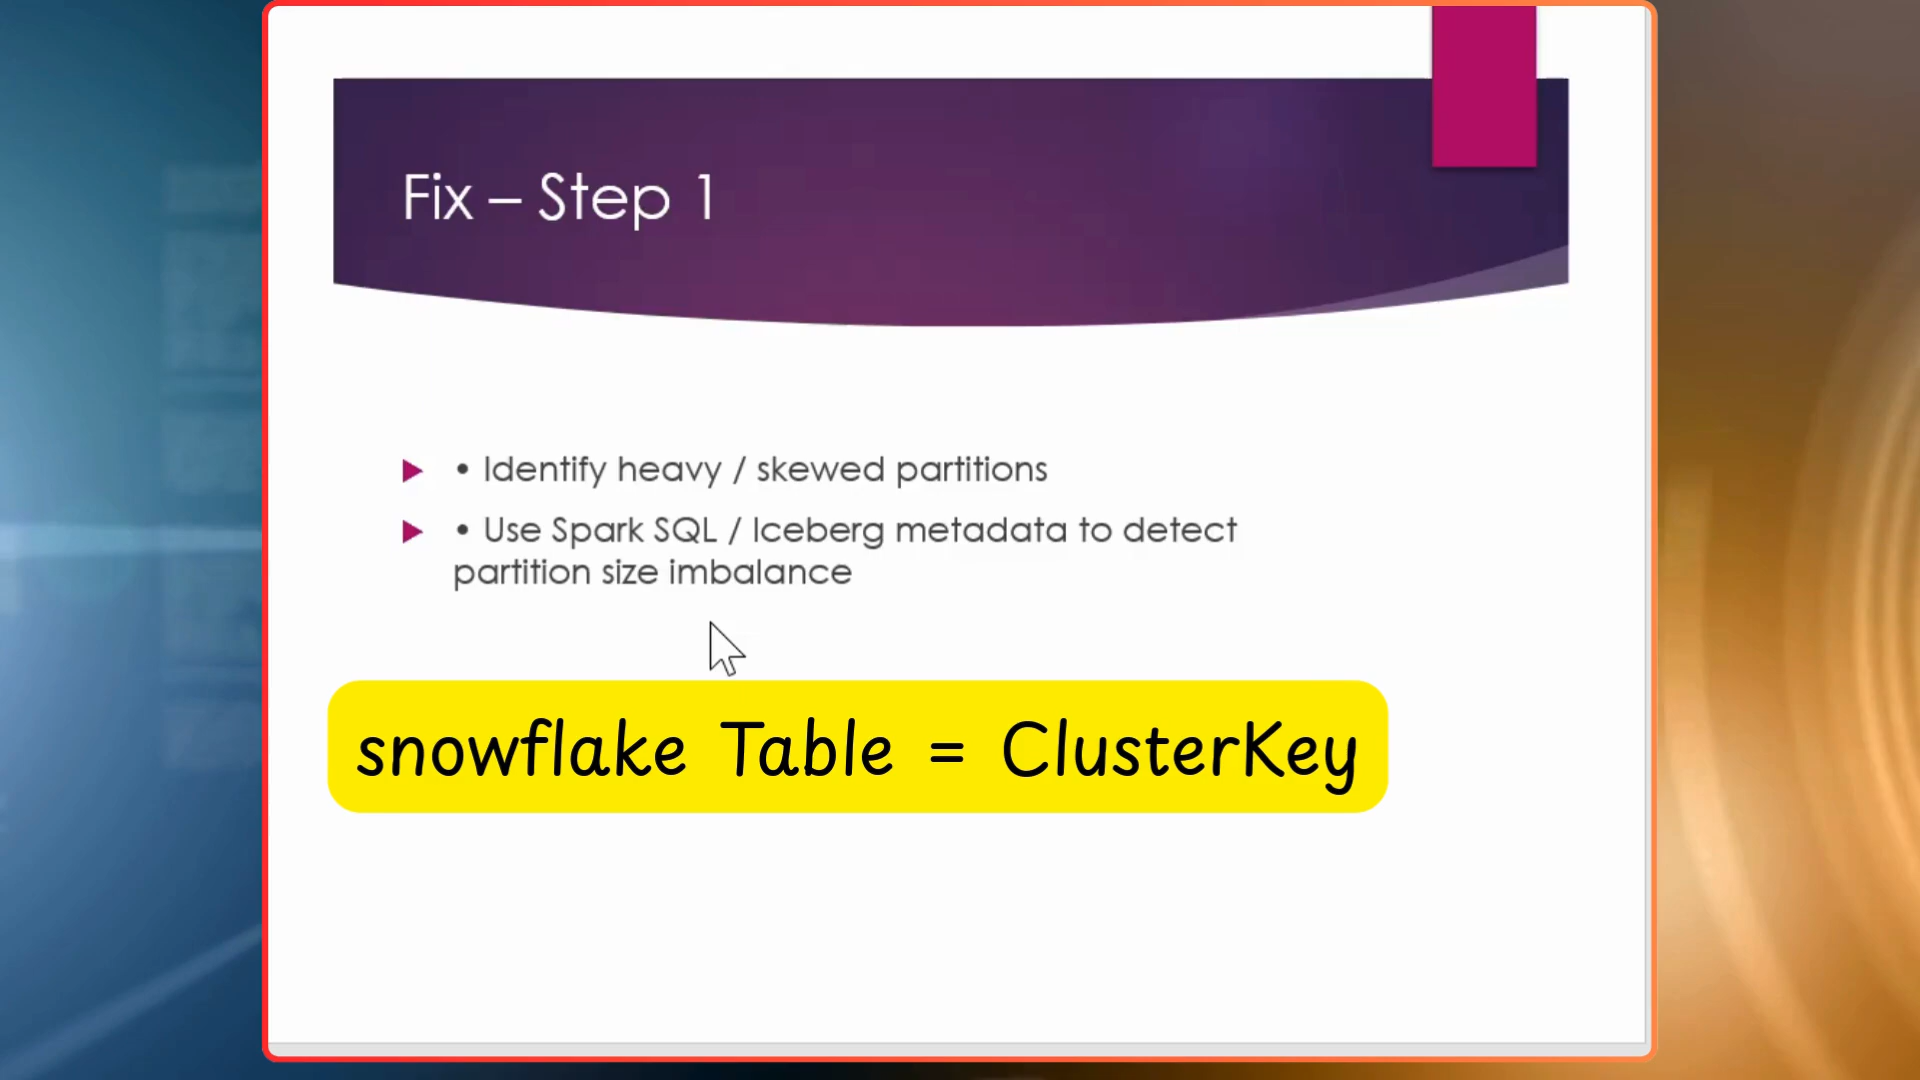 Fix – Step 1
• Identify heavy / skewed partitions
• Use Spark SQL / Iceberg metadata to detect
partition size imbalance
snowflake Table = ClusterKey